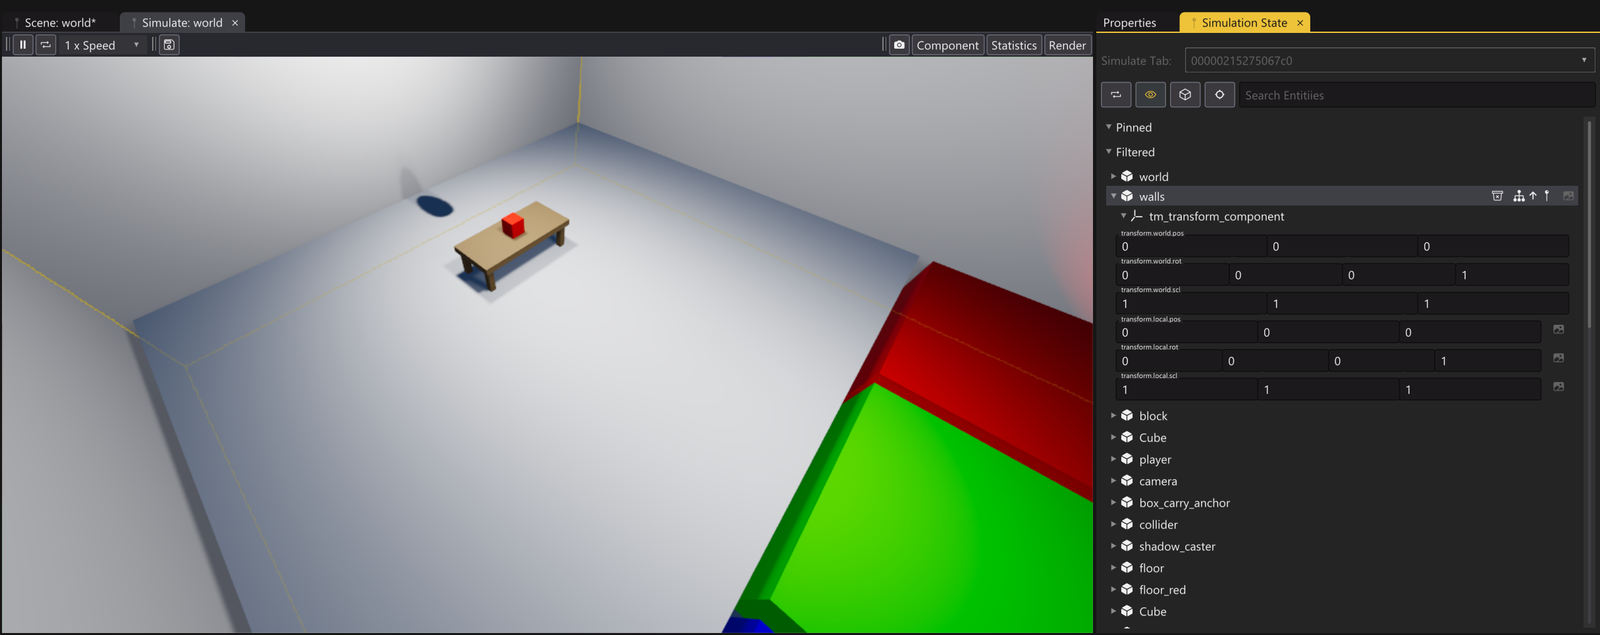 Scene: world*
Simulate: world
1 x Speed
Component
Statistics
Render
Properties
Simulation State
Simulate Tab:
00000215275067c0
Search Entitiies
Pinned
Filtered
world
walls
tm_transform_component
transform.world.pos
0 0 0
transform.world.rot
0 0 0 1
transform.world.scl
1 1 1
transform.local.pos
0 0 0
transform.local.rot
0 0 0 1
transform.local.scl
1 1 1
block
Cube
player
camera
box_carry_anchor
collider
shadow_caster
floor
floor_red
Cube